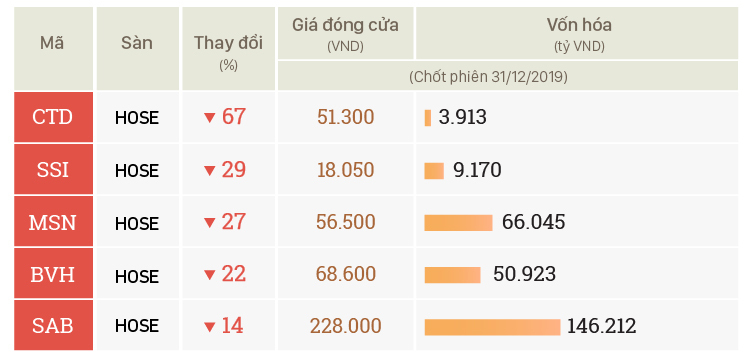 Mã Sàn Thay đổi (%) Giá đóng cửa (VND) Vốn hóa (tỷ VND)
(Chốt phiên 31/12/2019)
CTD HOSE ▼ 67 51.300 3.913
SSI HOSE ▼ 29 18.050 9.170
MSN HOSE ▼ 27 56.500 66.045
BVH HOSE ▼ 22 68.600 50.923
SAB HOSE ▼ 14 228.000 146.212